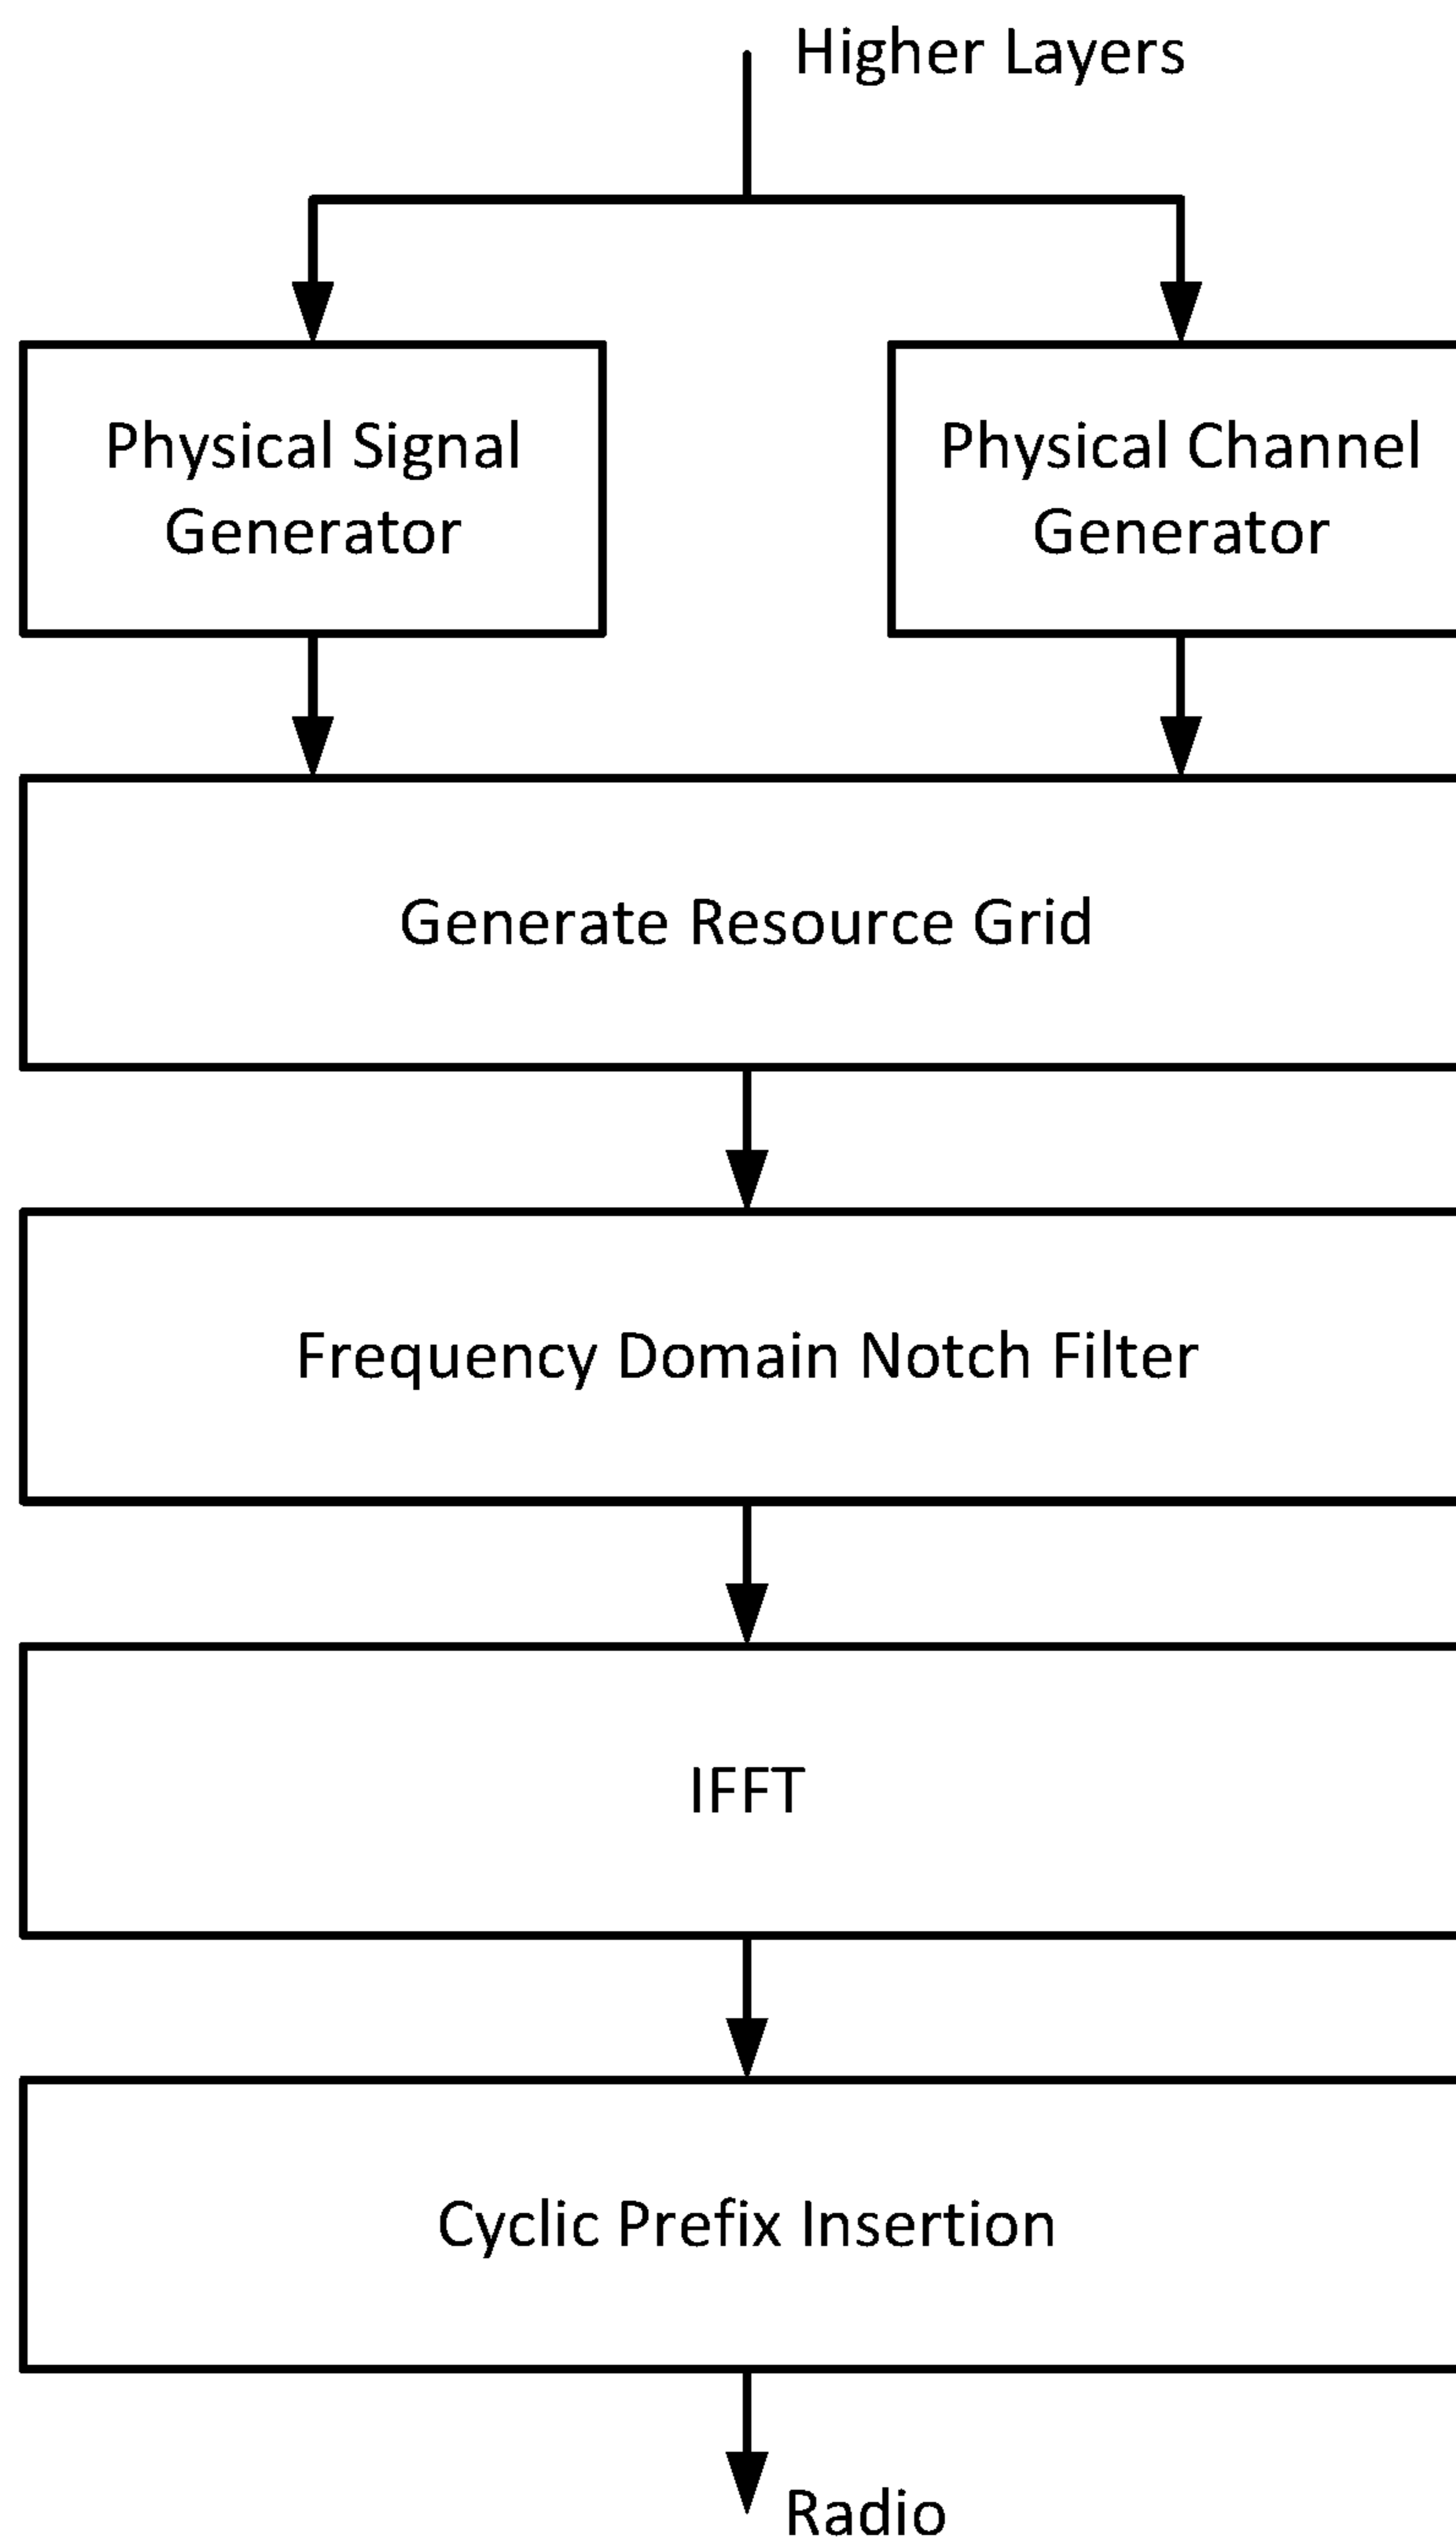 Higher Layers
Physical Signal
Generator
Physical Channel
Generator
Generate Resource Grid
Frequency Domain Notch Filter
IFFT
Cyclic Prefix Insertion
Radio